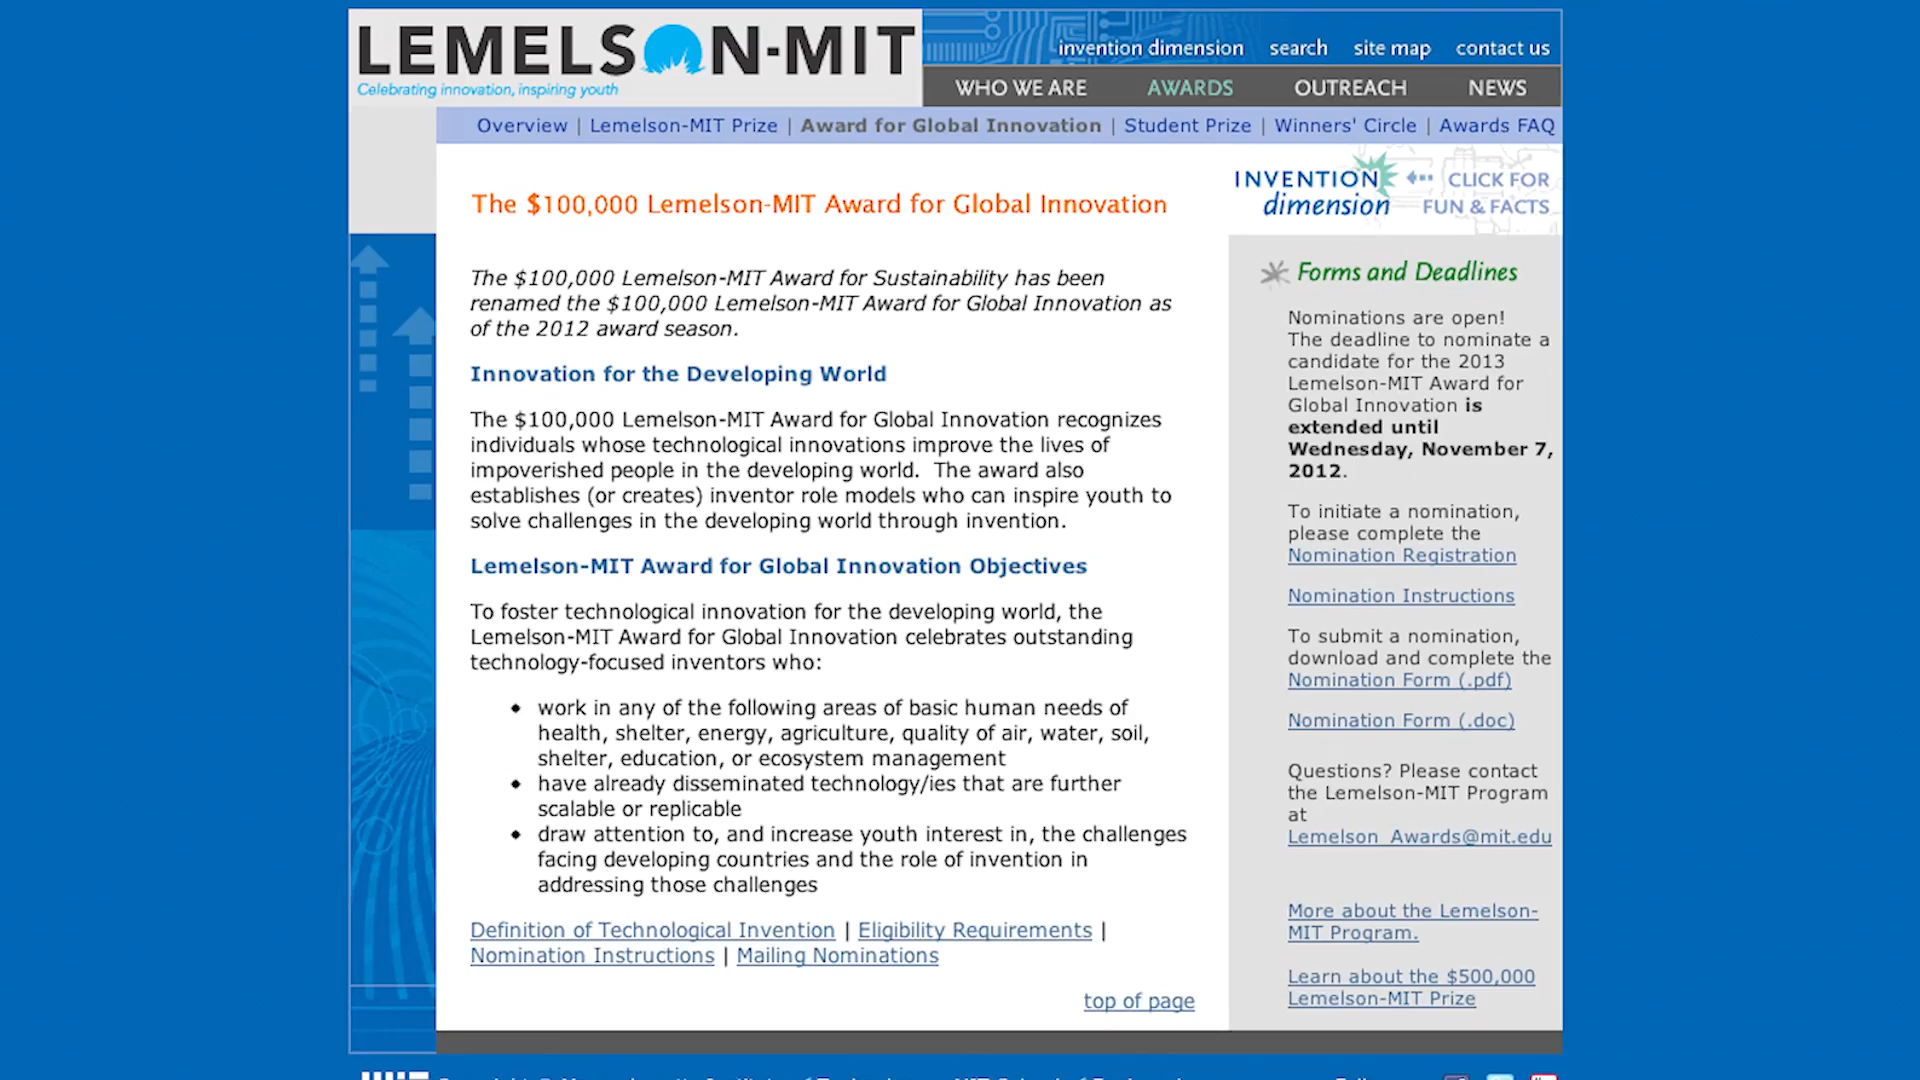 LEMELSON-MIT
Celebrating innovation, inspiring youth
invention dimension search site map contact us
WHO WE ARE AWARDS OUTREACH NEWS
Overview | Lemelson-MIT Prize | Award for Global Innovation | Student Prize | Winners' Circle | Awards FAQ
The $100,000 Lemelson-MIT Award for Global Innovation
The $100,000 Lemelson-MIT Award for Sustainability has been
renamed the $100,000 Lemelson-MIT Award for Global Innovation as
of the 2012 award season.
Innovation for the Developing World
The $100,000 Lemelson-MIT Award for Global Innovation recognizes
individuals whose technological innovations improve the lives of
impoverished people in the developing world. The award also
establishes (or creates) inventor role models who can inspire youth to
solve challenges in the developing world through invention.
Lemelson-MIT Award for Global Innovation Objectives
To foster technological innovation for the developing world, the
Lemelson-MIT Award for Global Innovation celebrates outstanding
technology-focused inventors who:
• work in any of the following areas of basic human needs of
health, shelter, energy, agriculture, quality of air, water, soil,
shelter, education, or ecosystem management
• have already disseminated technology/ies that are further
scalable or replicable
• draw attention to, and increase youth interest in, the challenges
facing developing countries and the role of invention in
addressing those challenges
Definition of Technological Invention | Eligibility Requirements |
Nomination Instructions | Mailing Nominations
top of page
INVENTION dimension
CLICK FOR
FUN & FACTS
Forms and Deadlines
Nominations are open!
The deadline to nominate a
candidate for the 2013
Lemelson-MIT Award for
Global Innovation is
extended until
Wednesday, November 7,
2012.
To initiate a nomination,
please complete the
Nomination Registration
Nomination Instructions
To submit a nomination,
download and complete the
Nomination Form (.pdf)
Nomination Form (.doc)
Questions? Please contact
the Lemelson-MIT Program
at
Lemelson_Awards@mit.edu
More about the Lemelson-
MIT Program.
Learn about the $500,000
Lemelson-MIT Prize